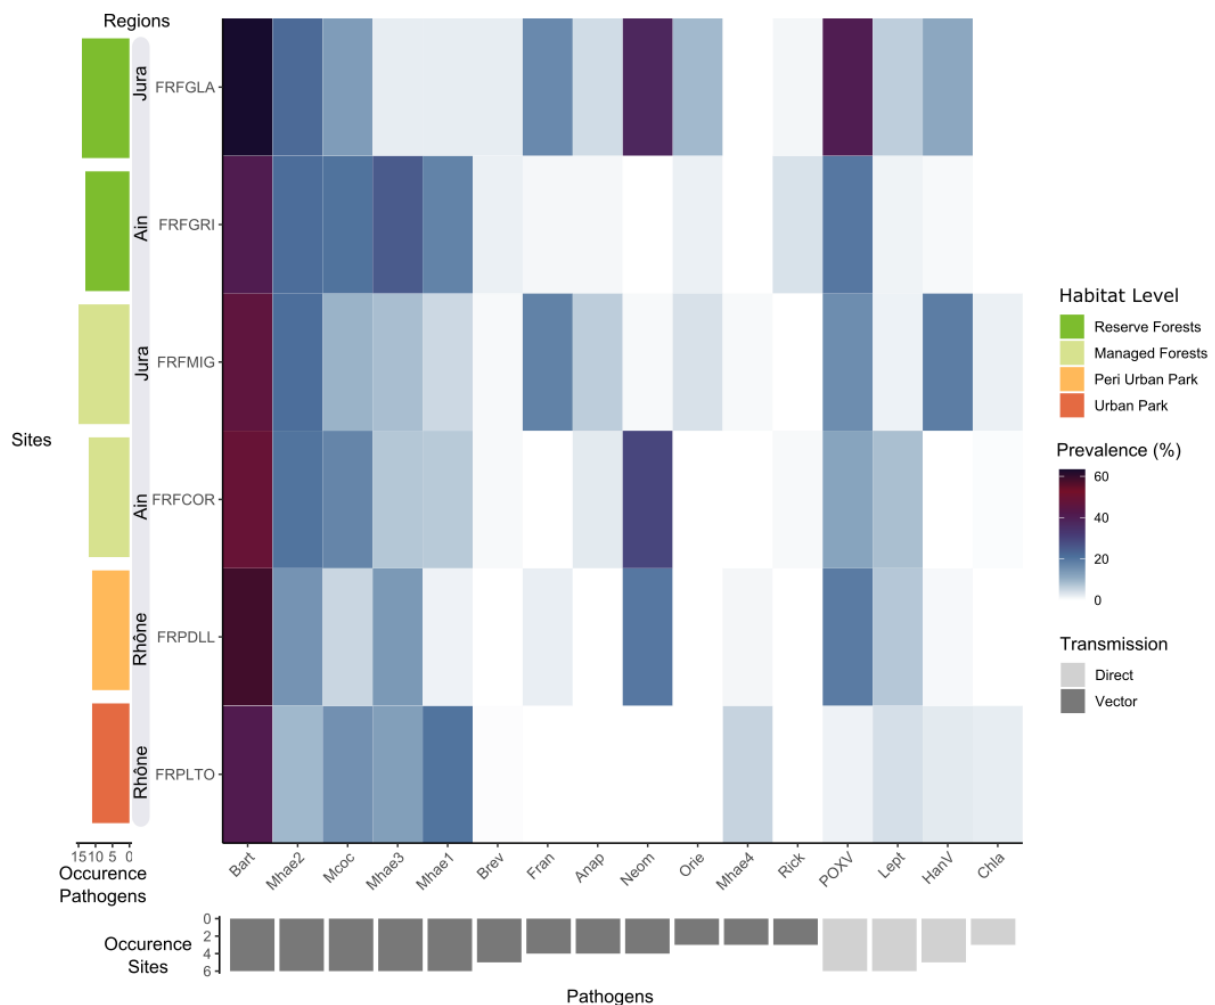 Regions
Jura
FRFGLA
Ain
FRFGRI
Jura
FRFMIG
Sites
Ain
FRFCOR
Rhône
FRPDLL
Rhône
FRPLTO
Habitat Level
Reserve Forests
Managed Forests
Peri Urban Park
Urban Park
Prevalence (%)
60
40
20
0
Transmission
Direct
Vector
15 10 5 0
Occurence
Pathogens
Bart Mhae2 Mcoc Mhae3 Mhae1 Brev Fran Anap Neom Orie Mhae4 Rick POXV Lept HanV Chla
0
2
4
6
Occurence
Sites
Pathogens